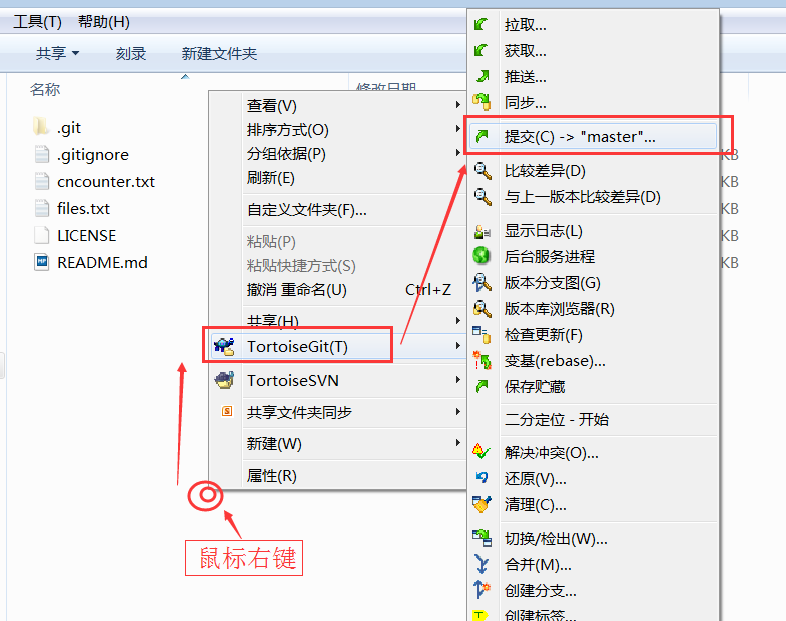 工具(T) 帮助(H)
共享 刻录 新建文件夹
名称
修改日期
.git
.gitignore
cncounter.txt
files.txt
LICENSE
README.md
KB
KB
KB
KB
KB
查看(V)
排序方式(O)
分组依据(P)
刷新(E)
自定义文件夹(F)...
粘贴(P)
粘贴快捷方式(S)
撤消 重命名(U) Ctrl+Z
共享(H)
TortoiseGit(T)
TortoiseSVN
共享文件夹同步
新建(W)
属性(R)
鼠标右键
拉取...
获取...
推送...
同步...
提交(C) -> "master"...
比较差异(D)
与上一版本比较差异(D)
显示日志(L)
后台服务进程
版本分支图(G)
版本库浏览器(R)
检查更新(F)
变基(rebase)...
保存贮藏
二分定位 - 开始
解决冲突(O)...
还原(V)...
清理(C)...
切换/检出(W)...
合并(M)...
创建分支...
创建标签...